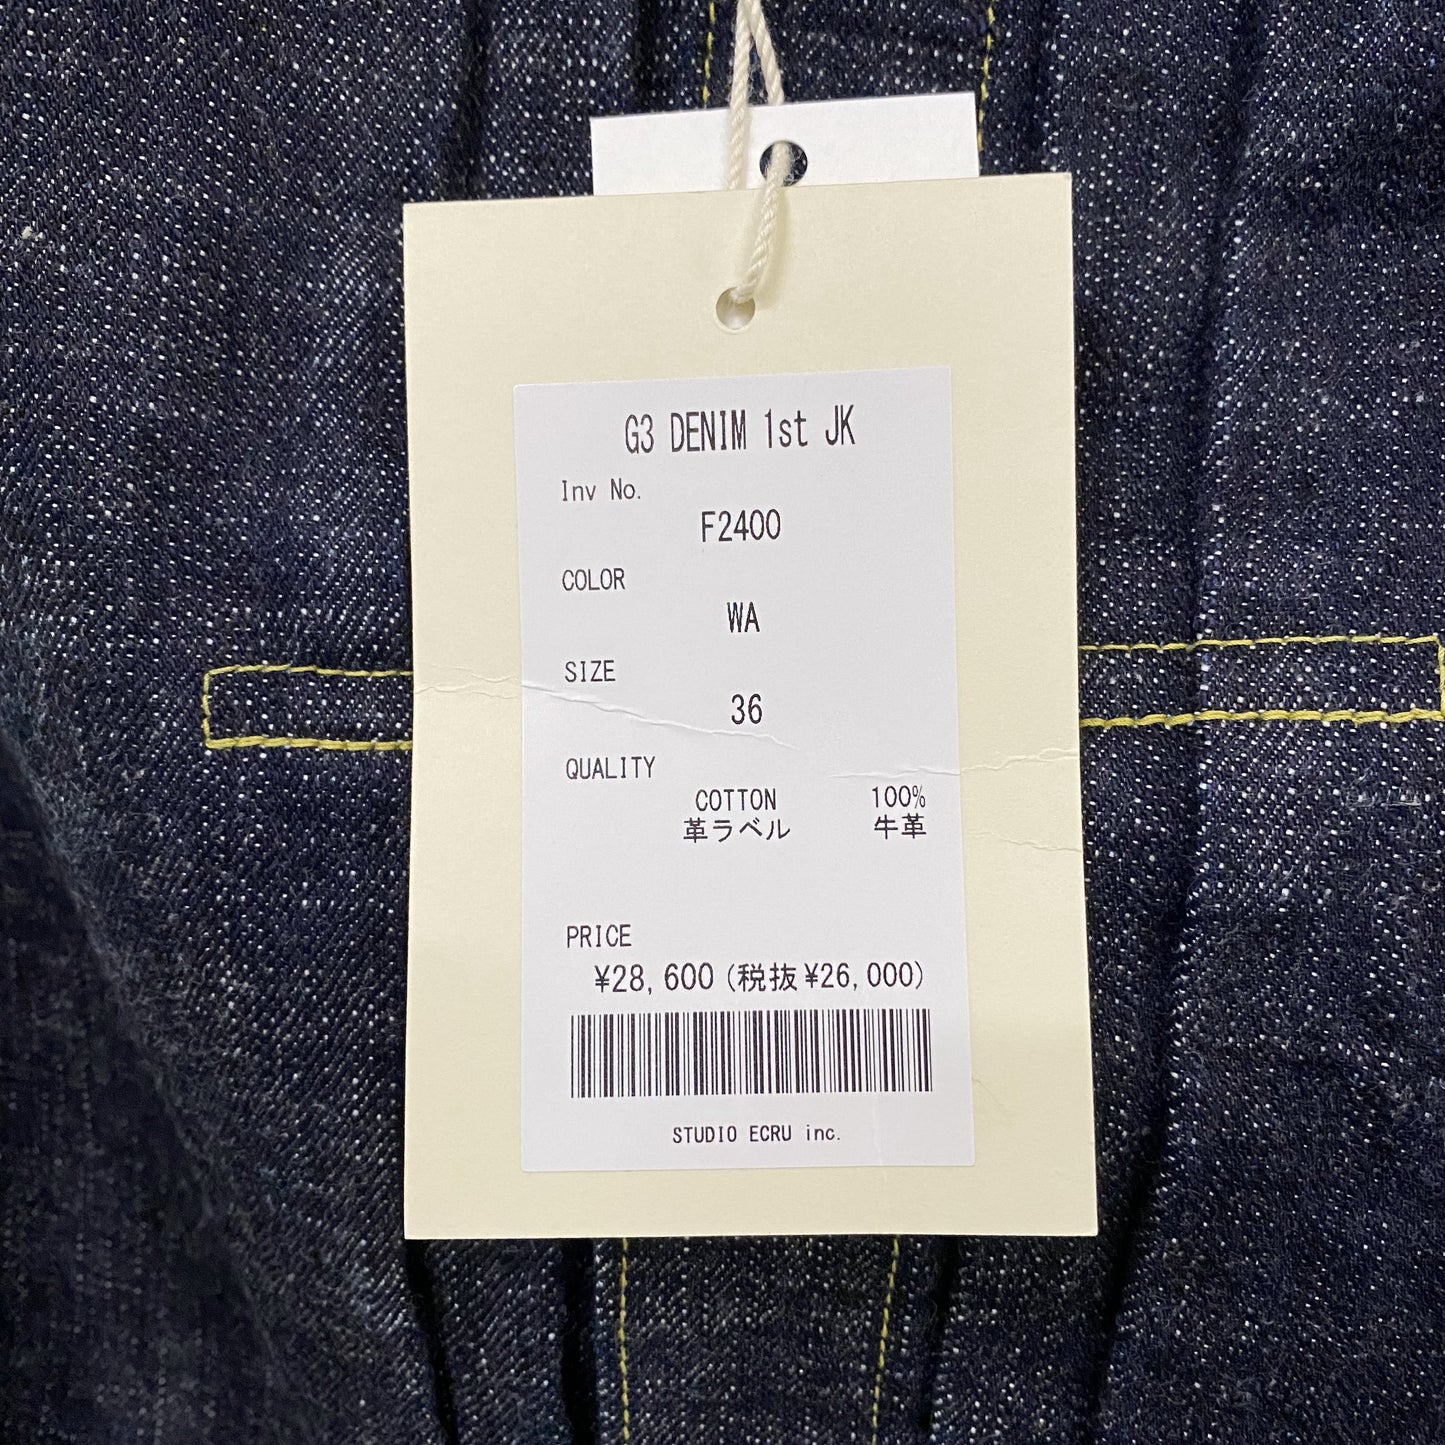 G3 DENIM 1st JK
Inv No.
F2400
COLOR
WA
SIZE
36
QUALITY
COTTON 100%
革ラベル 牛革
PRICE
¥28,600(税抜¥26,000)
STUDIO ECRU inc.